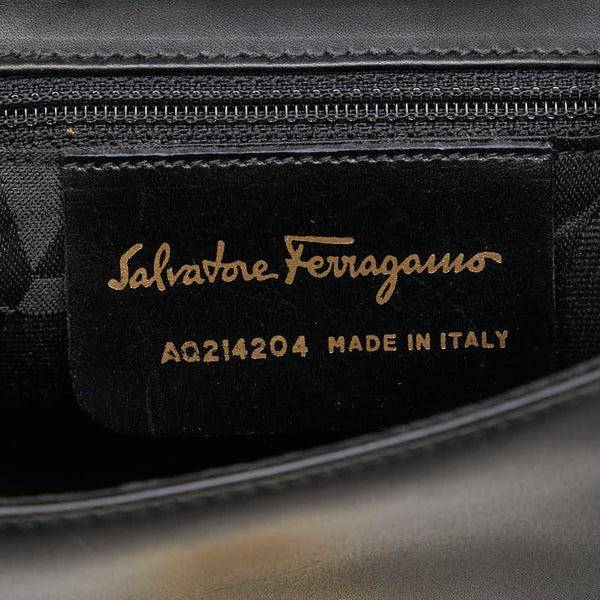 Salvatore Ferragamo
AQ214204 MADE IN ITALY